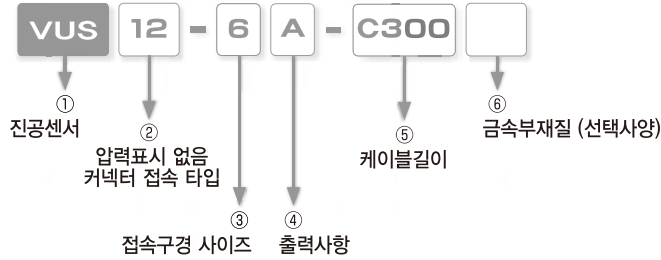 VUS 12 - 6 A - C300
①
진공센서
②
압력표시 없음
커넥터 접속 타입
③
접속구경 사이즈
④
출력사항
⑤
케이블길이
⑥
금속부재질 (선택사양)